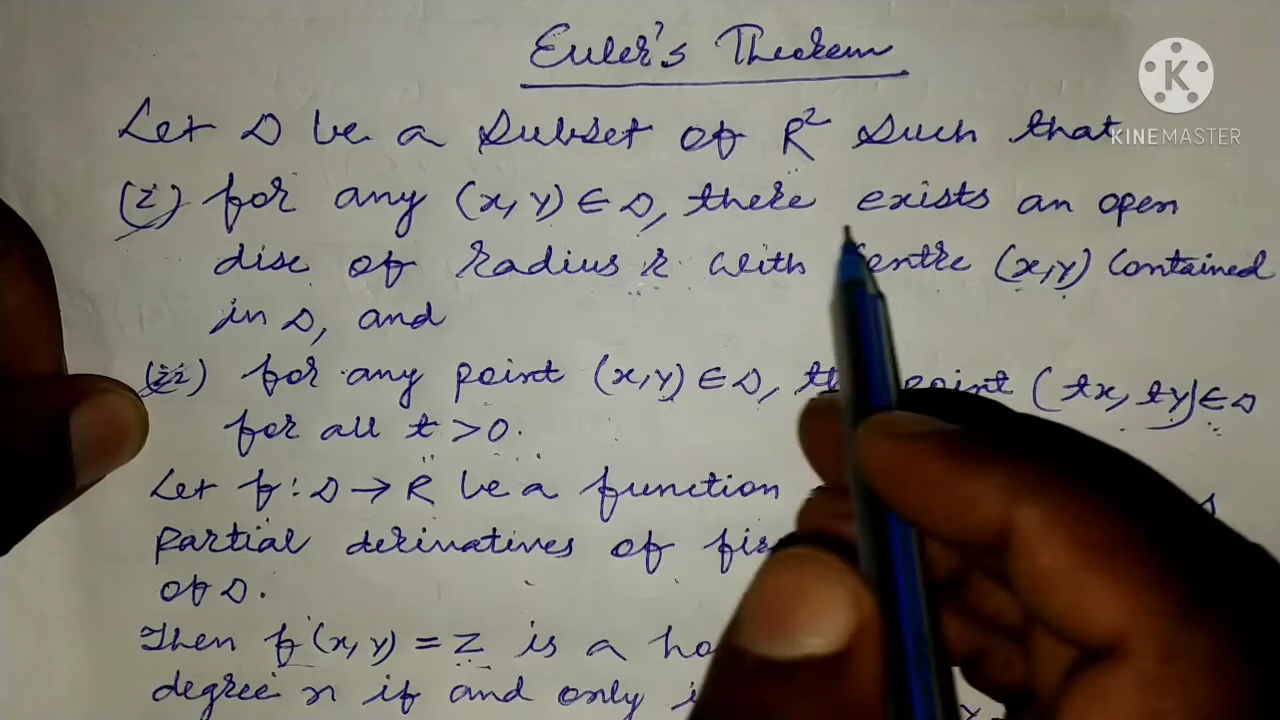 Euler's Theorem
Let D be a subset of R² such that
KINEMASTER
(i) for any (x, y) ∈ D, there exists an open
disc of radius r with centre (x, y) contained
in D, and
(ii) for any point (x, y) ∈ D, point (tx, ty) ∈ D
for all t > 0.
Let f : D → R be a function
partial derivatives of
of D.
Then f(x, y) = z is a
degree n if and only